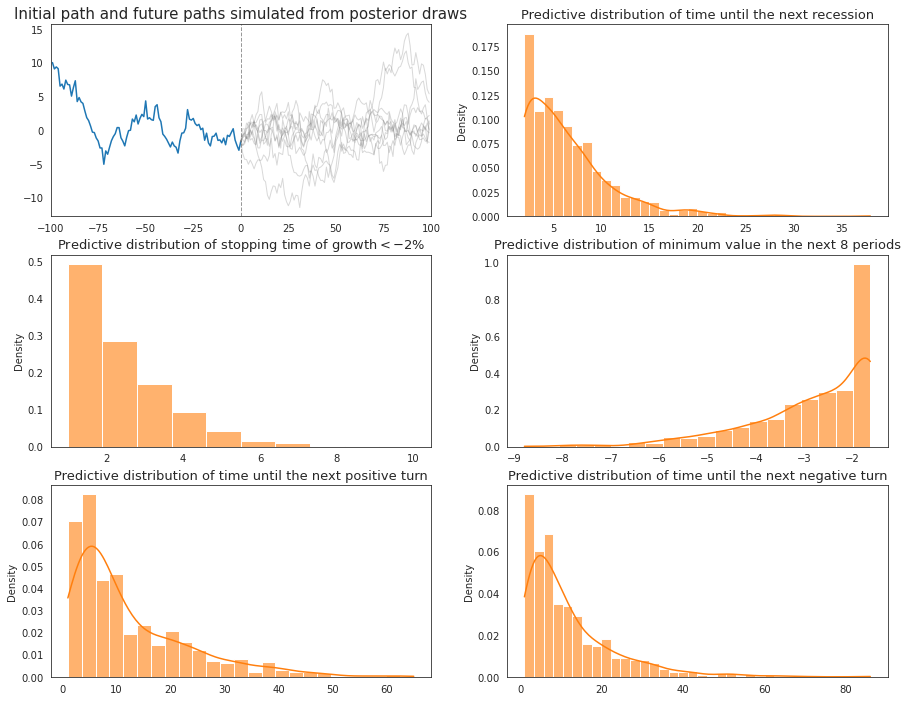 Initial path and future paths simulated from posterior draws
15
10
5
0
−5
−10
−100 −75 −50 −25 0 25 50 75 100
Predictive distribution of time until the next recession
Density
0.175
0.150
0.125
0.100
0.075
0.050
0.025
0.000
5 10 15 20 25 30 35
Predictive distribution of stopping time of growth < −2%
Density
0.5
0.4
0.3
0.2
0.1
0.0
2 4 6 8 10
Predictive distribution of minimum value in the next 8 periods
Density
1.0
0.8
0.6
0.4
0.2
0.0
−9 −8 −7 −6 −5 −4 −3 −2
Predictive distribution of time until the next positive turn
Density
0.08
0.07
0.06
0.05
0.04
0.03
0.02
0.01
0.00
0 10 20 30 40 50 60
Predictive distribution of time until the next negative turn
Density
0.08
0.06
0.04
0.02
0.00
0 20 40 60 80